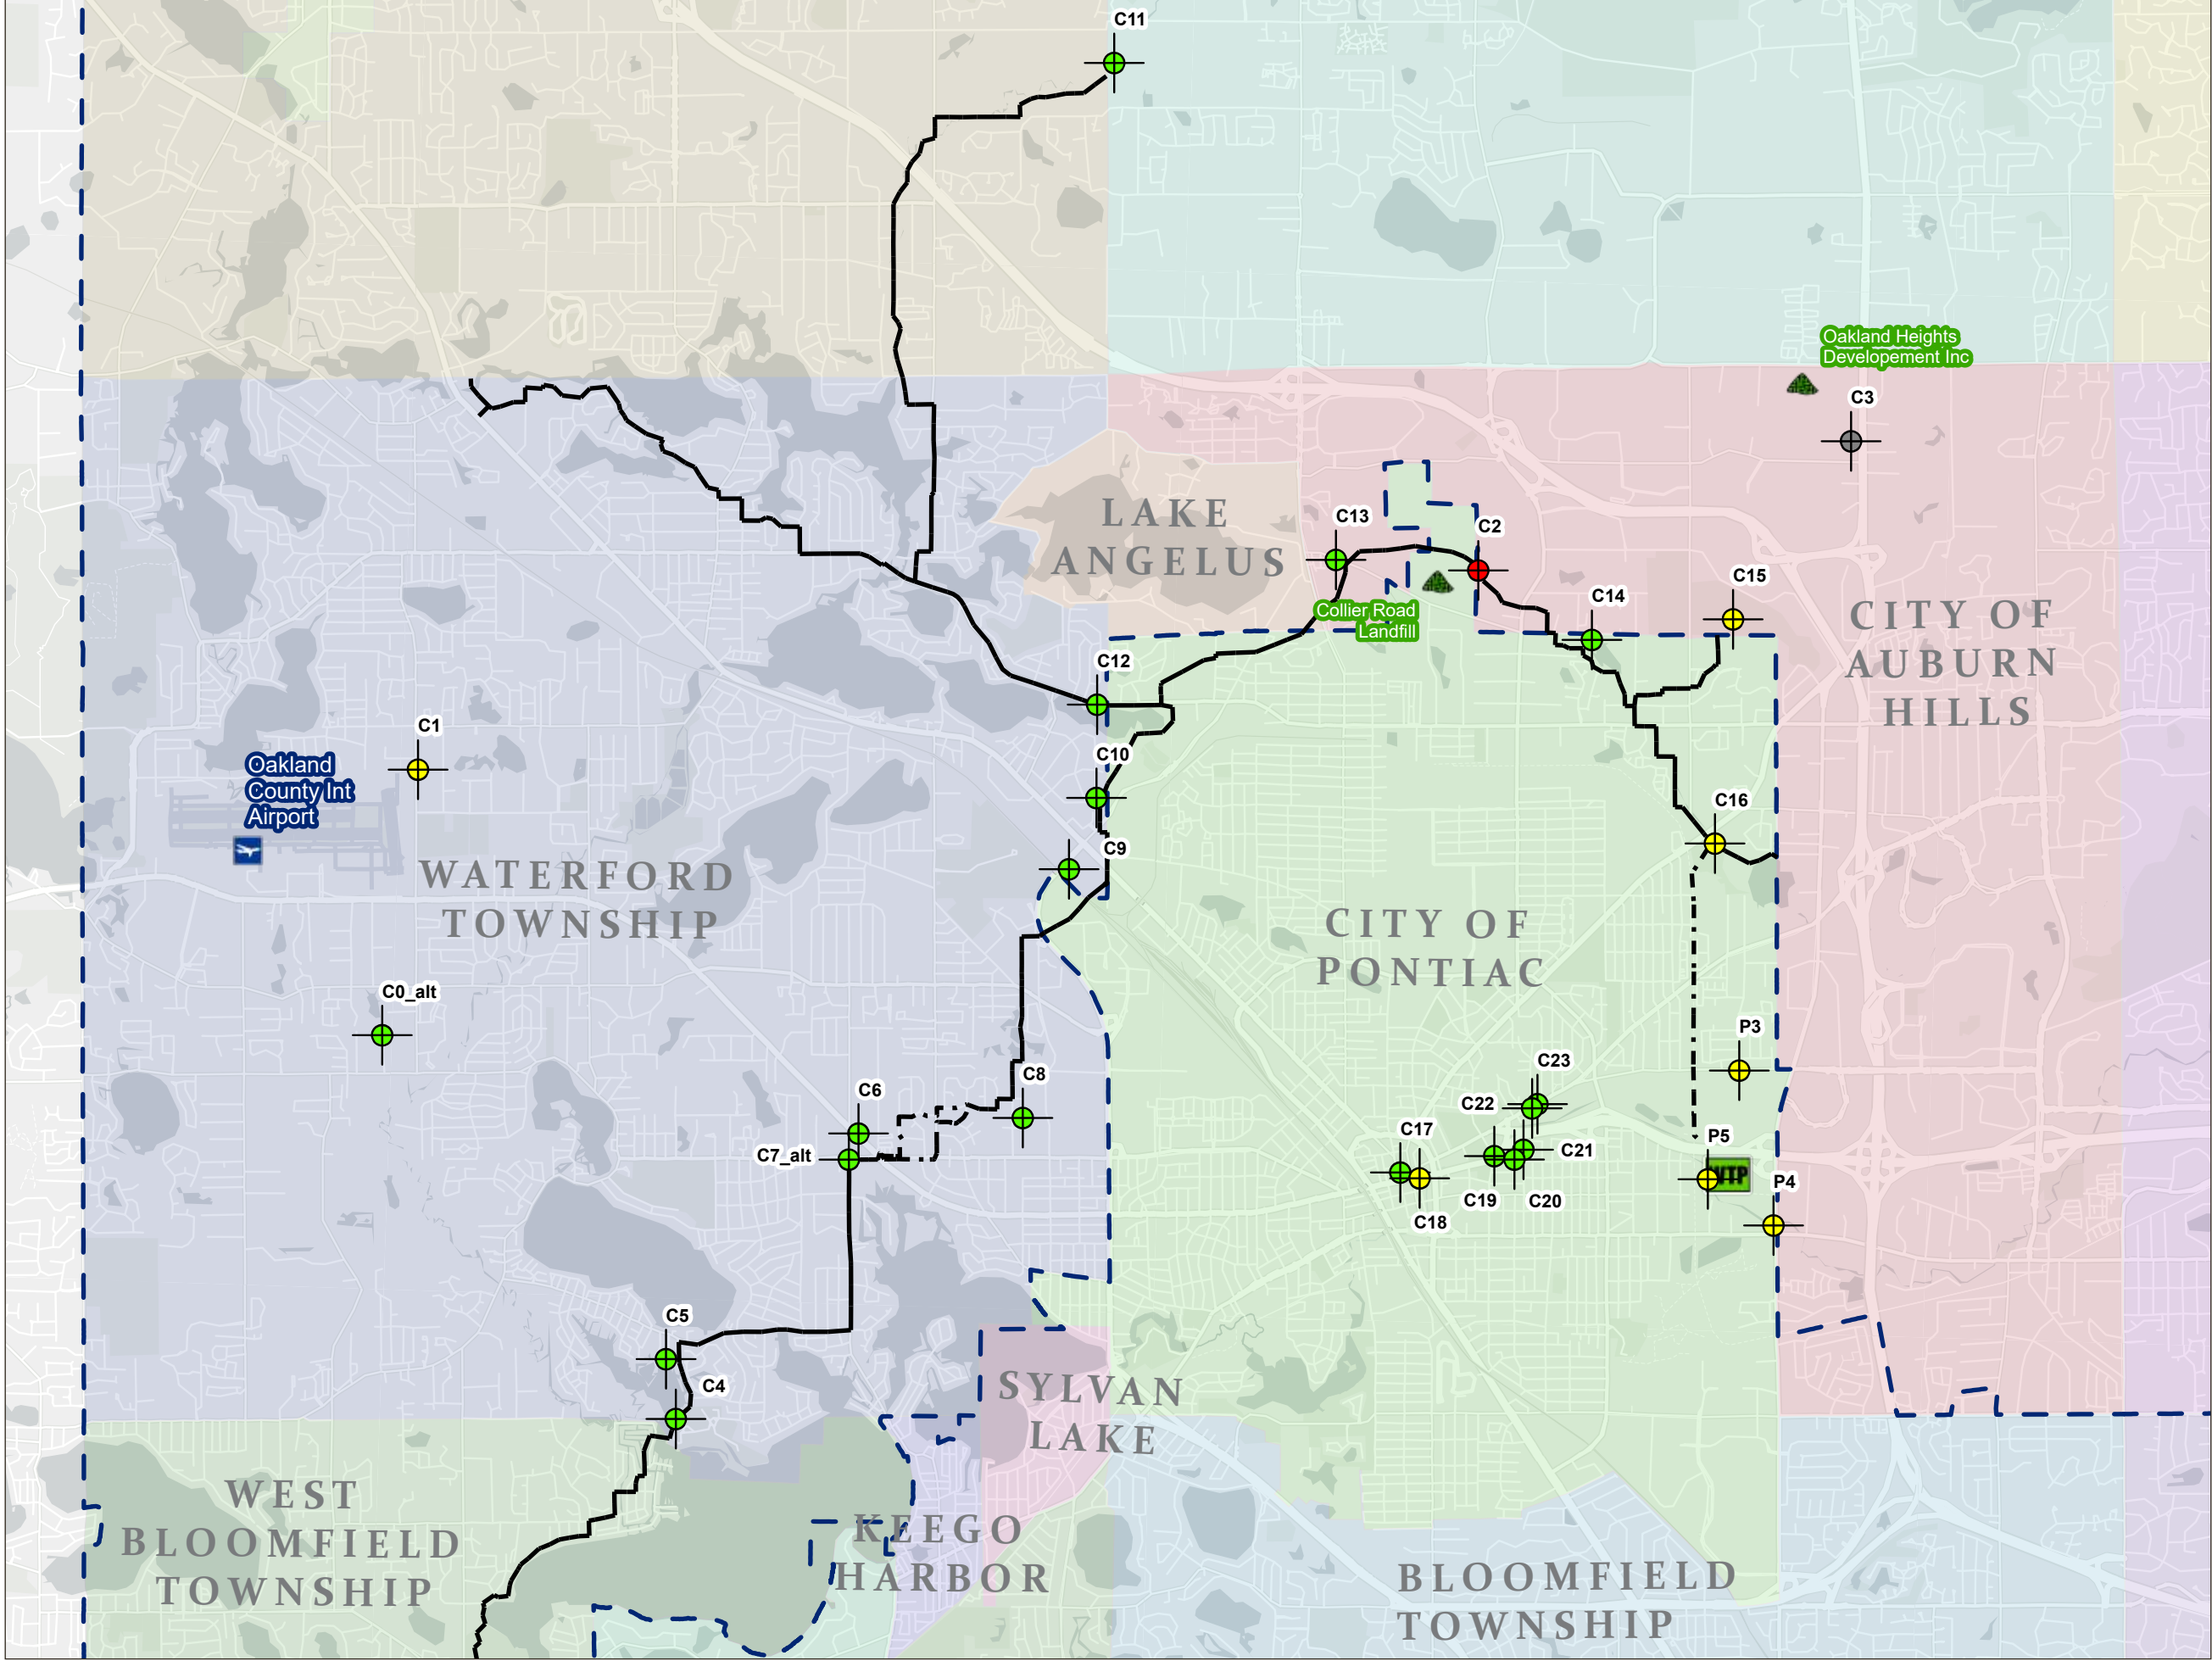 C11
Oakland Heights
Developement Inc
C3
LAKE
ANGELUS
C13
C2
C15
C14
Collier Road
Landfill
CITY OF
AUBURN
HILLS
C12
C1
C10
Oakland
County Int
Airport
C16
C9
WATERFORD
TOWNSHIP
CITY OF
PONTIAC
C0_alt
P3
C23
C8
C6
C22
C17
P5
C7_alt
C21
WTP
P4
C19
C20
C18
C5
C4
SYLVAN
LAKE
WEST
BLOOMFIELD
TOWNSHIP
KEEGO
HARBOR
BLOOMFIELD
TOWNSHIP